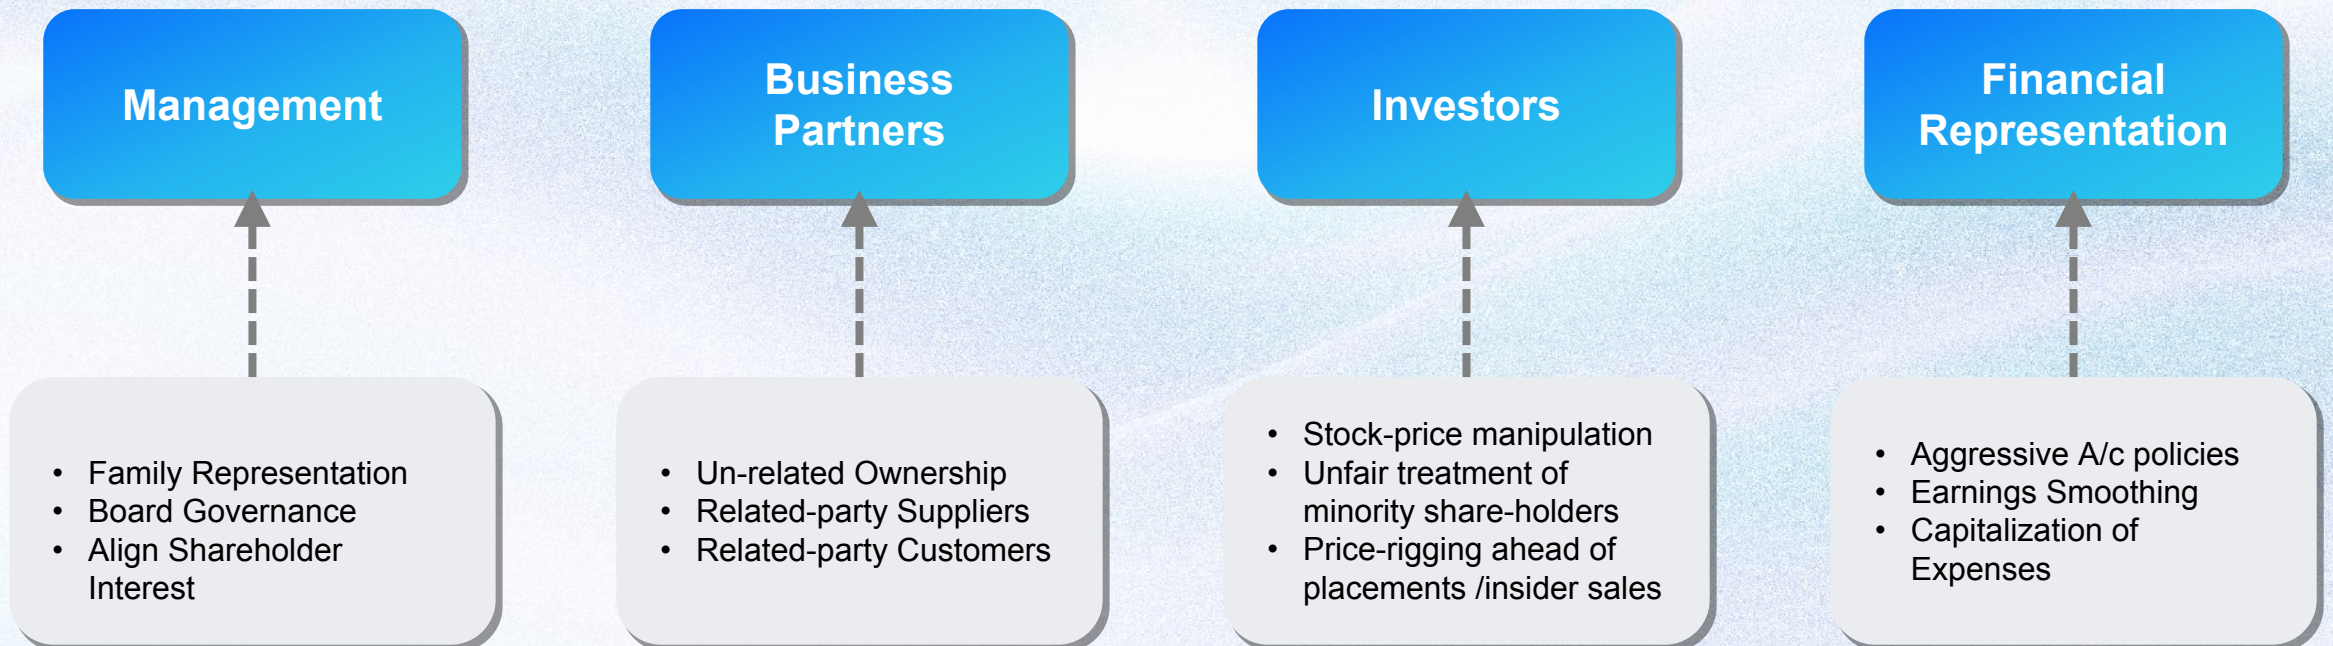 Management
Business
Partners
Investors
Financial
Representation
• Family Representation
• Board Governance
• Align Shareholder
Interest
• Un-related Ownership
• Related-party Suppliers
• Related-party Customers
• Stock-price manipulation
• Unfair treatment of
minority share-holders
• Price-rigging ahead of
placements /insider sales
• Aggressive A/c policies
• Earnings Smoothing
• Capitalization of
Expenses